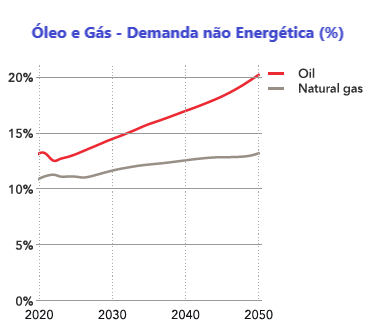 Óleo e Gás - Demanda não Energética (%)
20%
Oil
Natural gas
15%
10%
5%
0%
2020 2030 2040 2050